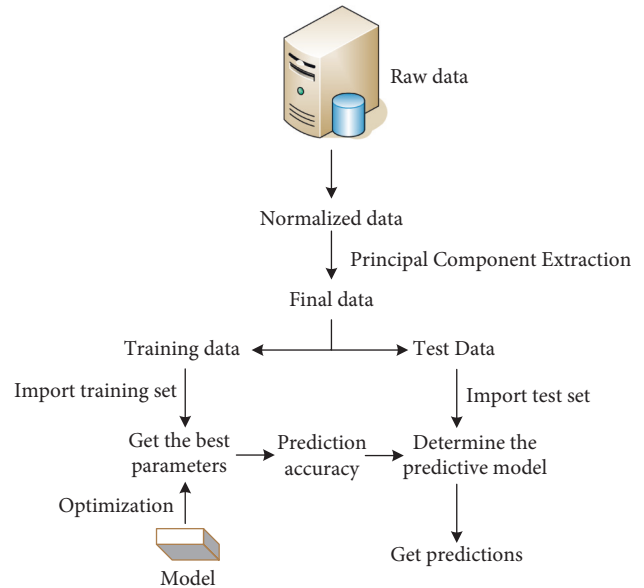 Raw data
Normalized data
Principal Component Extraction
Final data
Training data
Test Data
Import training set
Import test set
Get the best
parameters
Prediction
accuracy
Determine the
predictive model
Optimization
Get predictions
Model